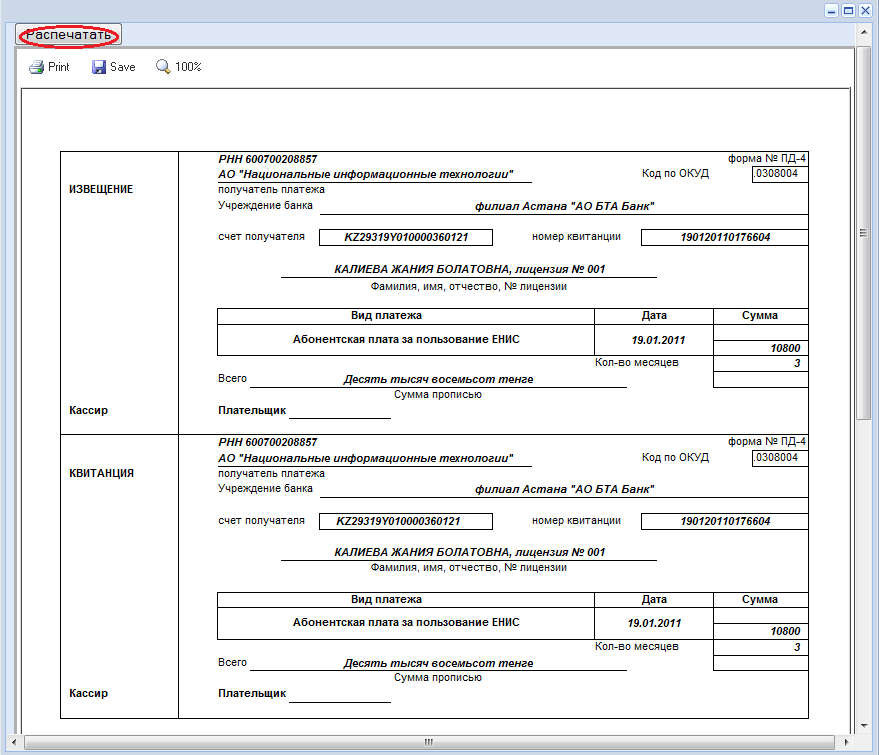 Распечатать
Print Save 100%
РНН 600700208857 форма № ПД-4
АО "Национальные информационные технологии" Код по ОКУД .0308004
ИЗВЕЩЕНИЕ получатель платежа
Учреждение банка филиал Астана "АО БТА Банк"
счет получателя KZ29319Y010000360121 номер квитанции 190120110176604
КАЛИЕВА ЖАНИЯ БОЛАТОВНА, лицензия № 001
Фамилия, имя, отчество, № лицензии
Вид платежа Дата Сумма
Абонентская плата за пользование ЕНИС 19.01.2011
10800
Кол-во месяцев 3
Всего Десять тысяч восемьсот тенге
Сумма прописью
Кассир Плательщик
РНН 600700208857 форма № ПД-4
АО "Национальные информационные технологии" Код по ОКУД .0308004
КВИТАНЦИЯ получатель платежа
Учреждение банка филиал Астана "АО БТА Банк"
счет получателя KZ29319Y010000360121 номер квитанции 190120110176604
КАЛИЕВА ЖАНИЯ БОЛАТОВНА, лицензия № 001
Фамилия, имя, отчество, № лицензии
Вид платежа Дата Сумма
Абонентская плата за пользование ЕНИС 19.01.2011
10800
Кол-во месяцев 3
Всего Десять тысяч восемьсот тенге
Сумма прописью
Кассир Плательщик